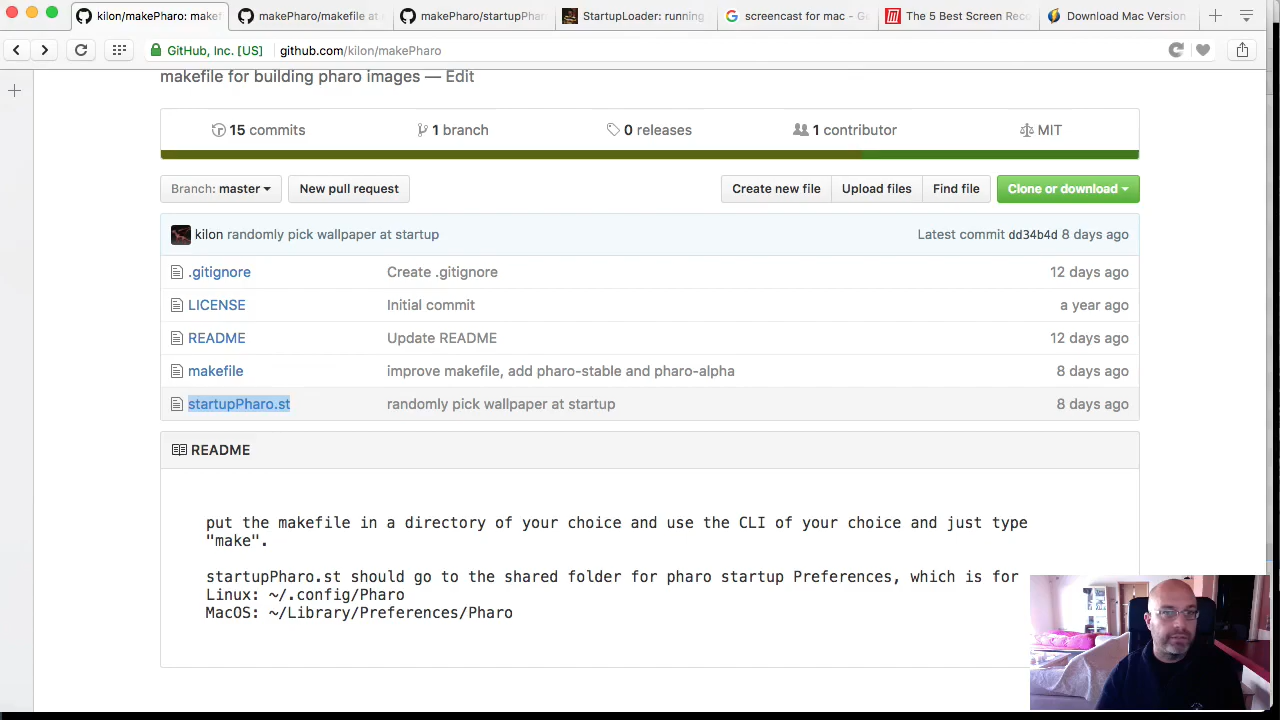 kilon/makePharo: make
makePharo/makefile at
makePharo/startupPhar
StartupLoader: running
screencast for mac - G
The 5 Best Screen Reco
Download Mac Version
GitHub, Inc. [US]
github.com/kilon/makePharo
makefile for building pharo images — Edit
15 commits
1 branch
0 releases
1 contributor
MIT
Branch: master
New pull request
Create new file
Upload files
Find file
Clone or download
kilon randomly pick wallpaper at startup
Latest commit dd34b4d 8 days ago
.gitignore Create .gitignore 12 days ago
LICENSE Initial commit a year ago
README Update README 12 days ago
makefile improve makefile, add pharo-stable and pharo-alpha 8 days ago
startupPharo.st randomly pick wallpaper at startup 8 days ago
README
put the makefile in a directory of your choice and use the CLI of your choice and just type
"make".
startupPharo.st should go to the shared folder for pharo startup Preferences, which is for
Linux: ~/.config/Pharo
MacOS: ~/Library/Preferences/Pharo